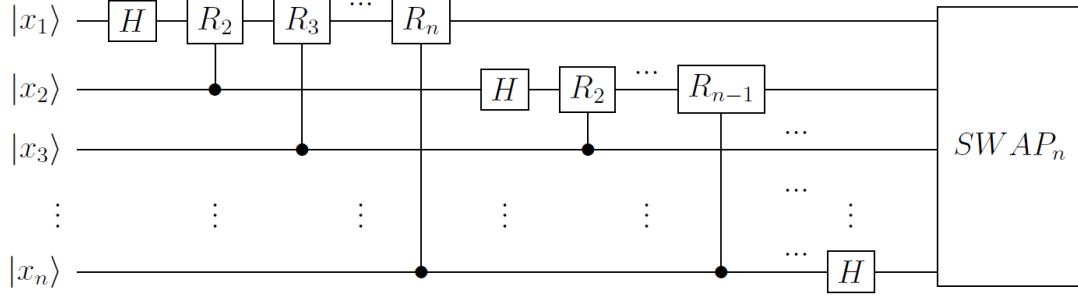 |x₁⟩ H R₂ R₃ ... Rₙ
|x₂⟩ H R₂ ... Rₙ₋₁
|x₃⟩ ... SWAPₙ
⋮ ⋮ ⋮ ⋮ ⋮ ... ⋮
|xₙ⟩ ... H